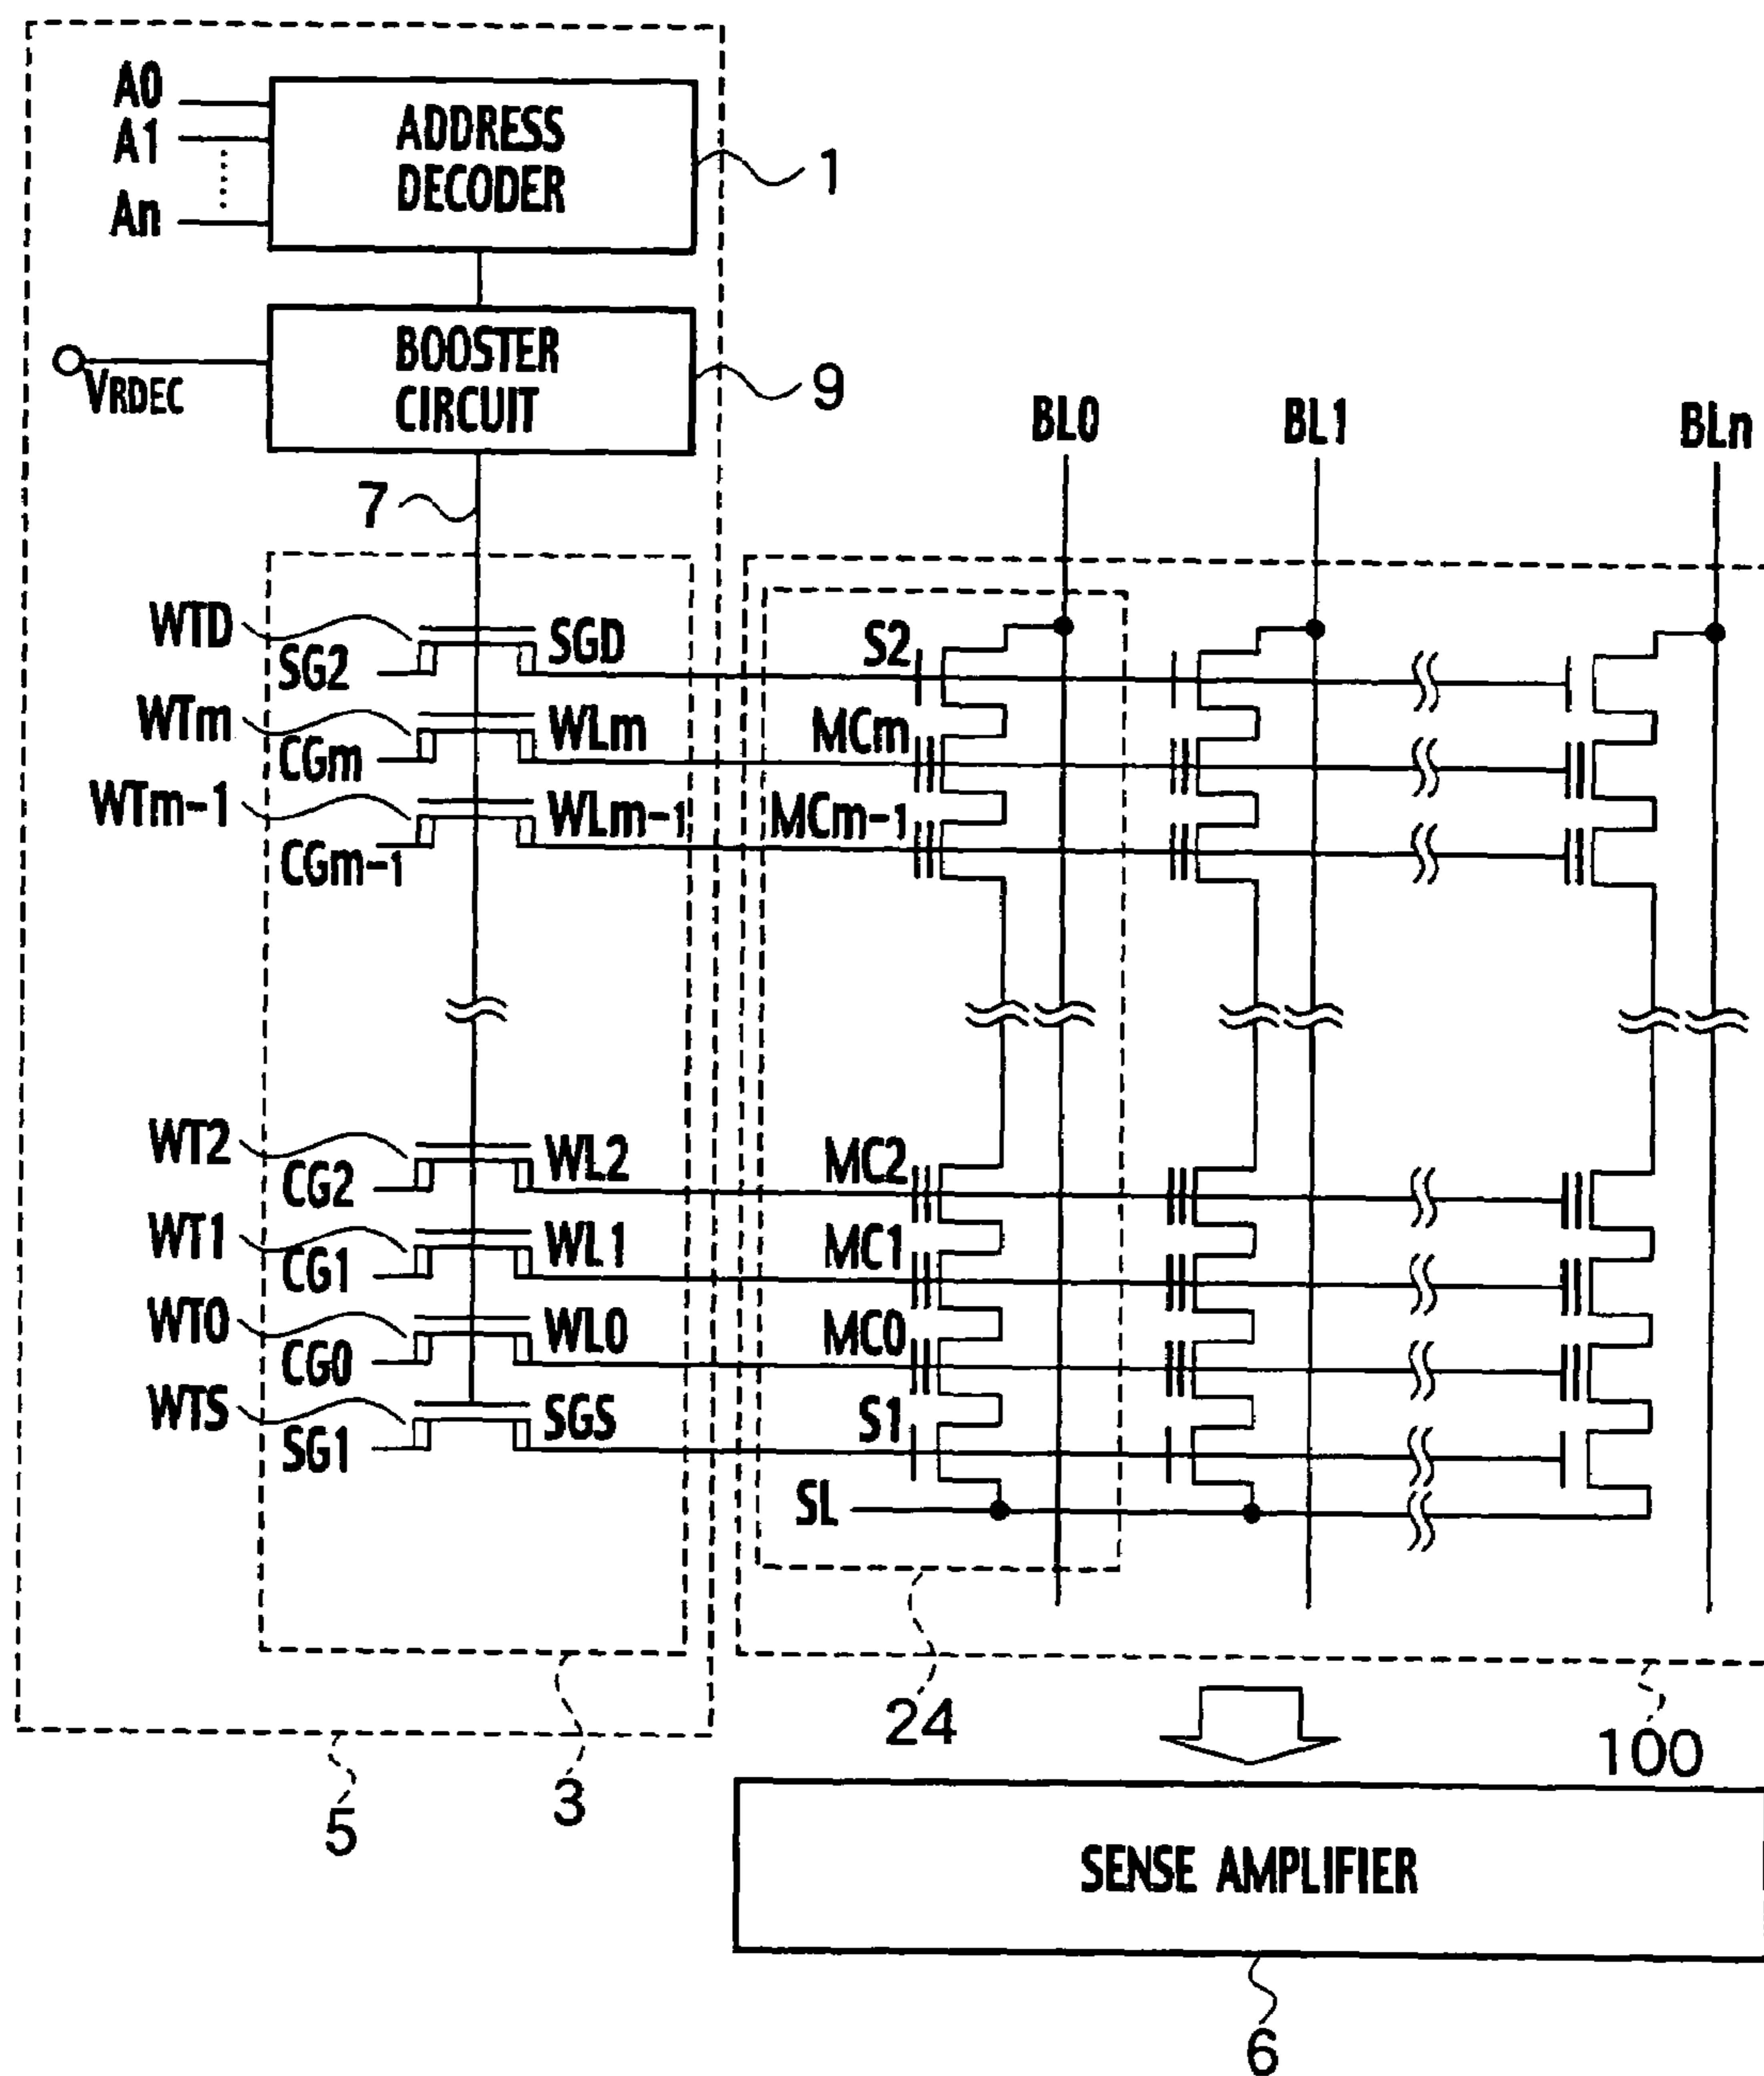 A0
A1
An
ADDRESS
DECODER
1
VRDEC
BOOSTER
CIRCUIT
9
7
BL0
BL1
BLn
WTD
SG2
SGD
S2
WTm
CGm
WLm
MCm
WTm-1
CGm-1
WLm-1
MCm-1
WT2
CG2
WL2
MC2
WT1
CG1
WL1
MC1
WT0
CG0
WL0
MC0
WTS
SG1
SGS
S1
SL
24
100
5
3
SENSE AMPLIFIER
6